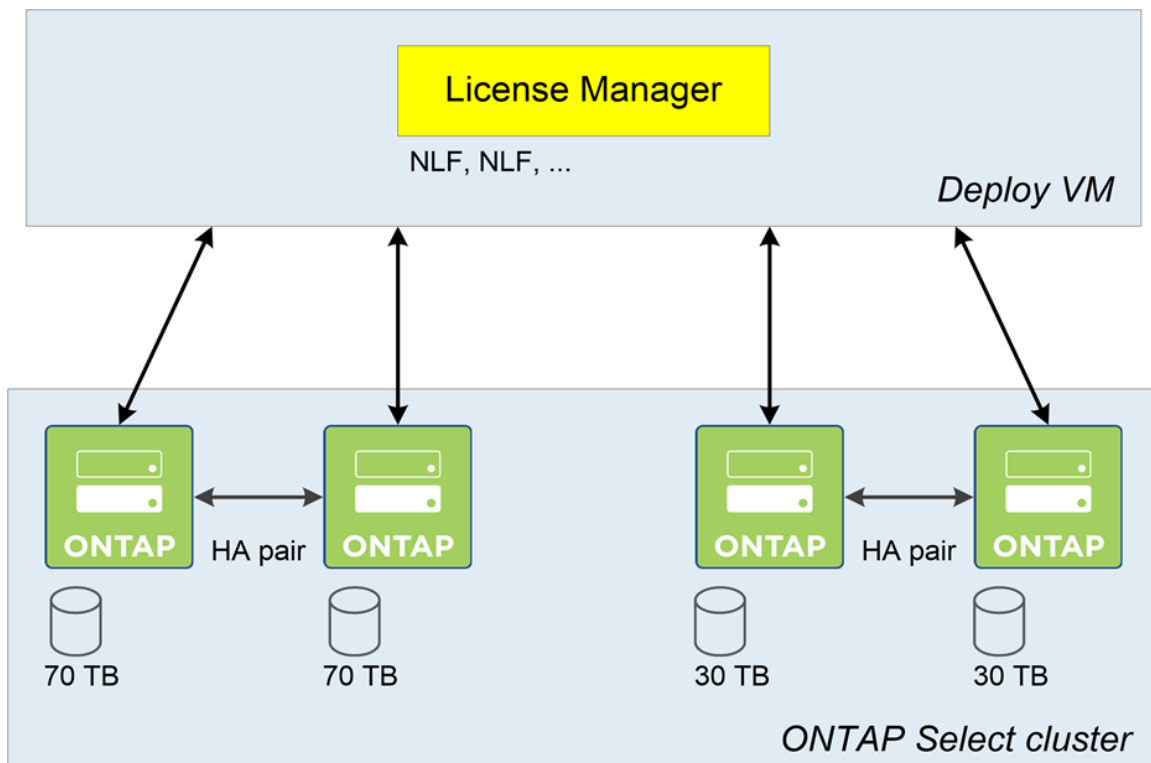 License Manager
NLF, NLF, ...
Deploy VM
ONTAP HA pair ONTAP ONTAP HA pair ONTAP
70 TB 70 TB 30 TB 30 TB
ONTAP Select cluster